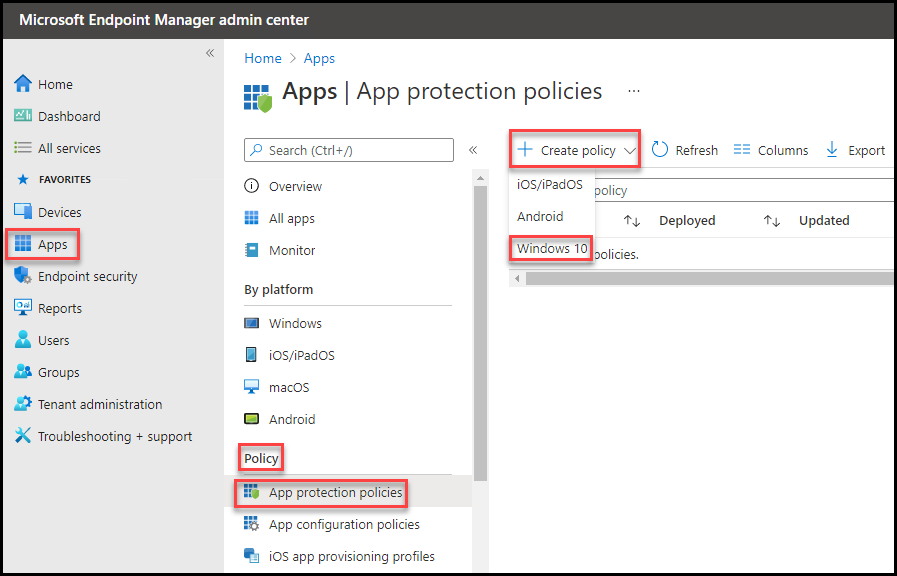 Microsoft Endpoint Manager admin center
«
Home
Dashboard
All services
FAVORITES
Devices
Apps
Endpoint security
Reports
Users
Groups
Tenant administration
Troubleshooting + support
Home > Apps
Apps | App protection policies ...
Search (Ctrl+/) «
Overview
All apps
Monitor
By platform
Windows
iOS/iPadOS
macOS
Android
Policy
App protection policies
App configuration policies
iOS app provisioning profiles
+ Create policy Refresh Columns Export
iOS/iPadOS policy
Android ↑↓ Deployed ↑↓ Updated
Windows 10 policies.